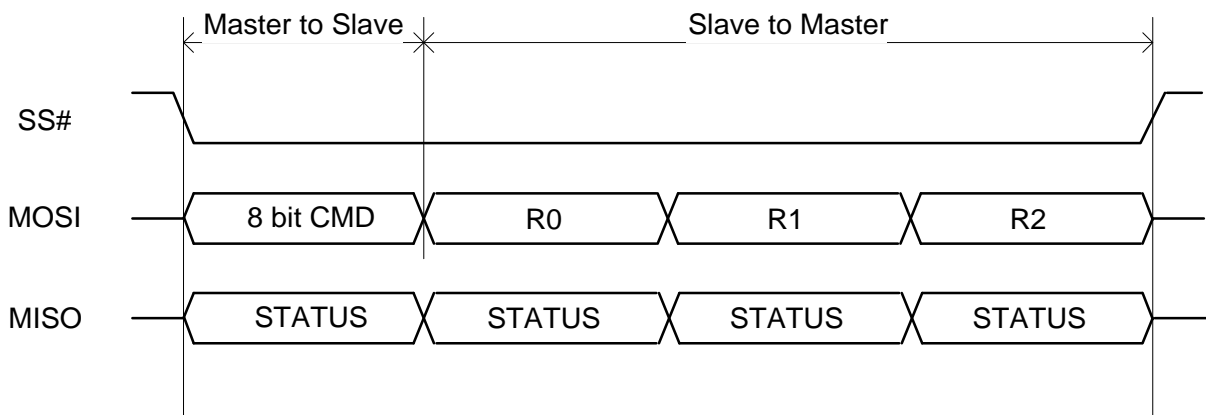 Master to Slave Slave to Master
SS#
MOSI 8 bit CMD R0 R1 R2
MISO STATUS STATUS STATUS STATUS